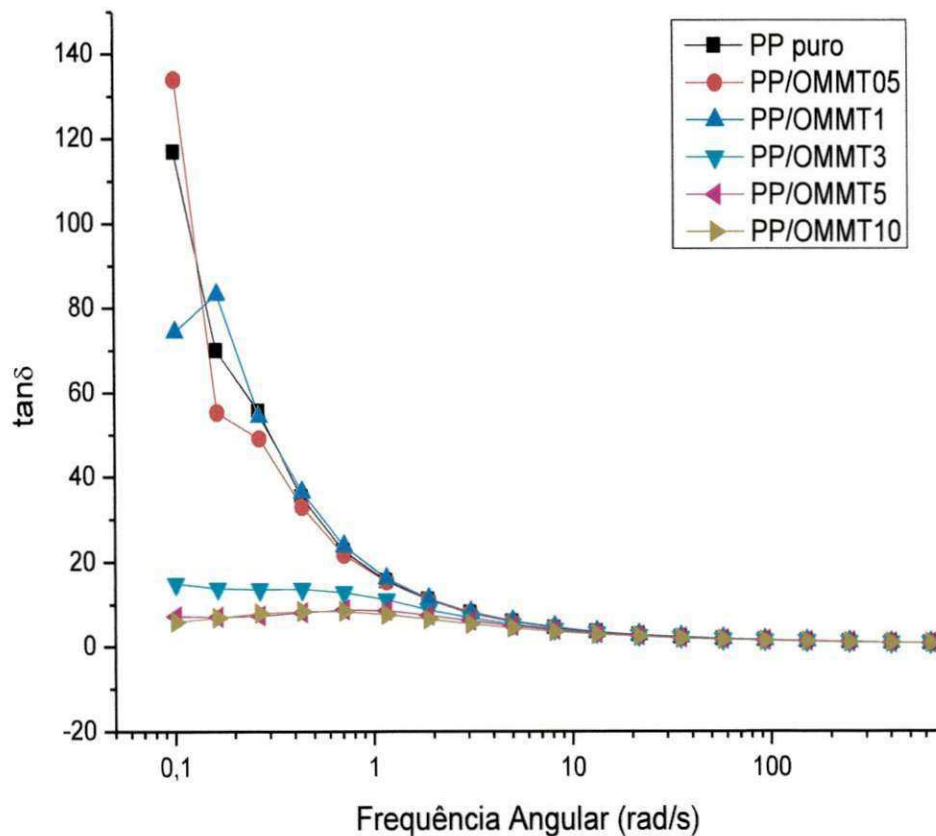 140
120
100
80
60
40
20
0
-20
tanδ
0,1
1
10
100
Frequência Angular (rad/s)
PP puro
PP/OMMT05
PP/OMMT1
PP/OMMT3
PP/OMMT5
PP/OMMT10